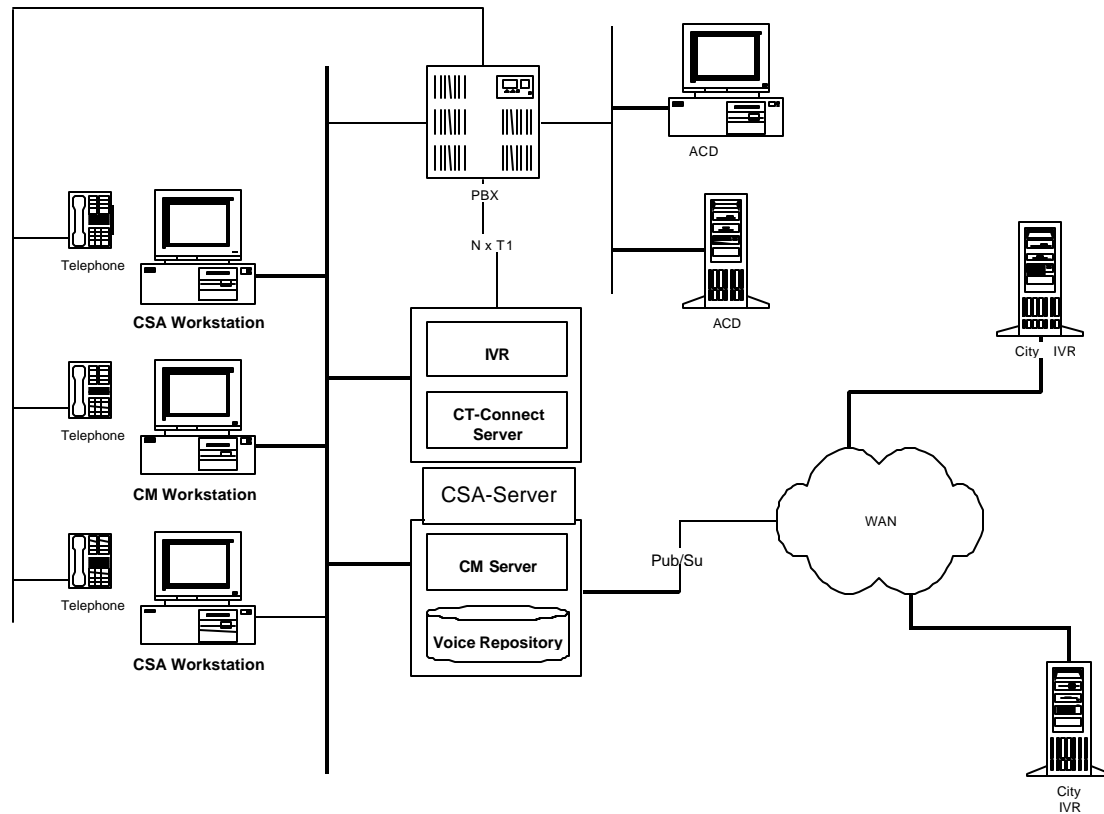 ACD
PBX
N x T1
Telephone
CSA Workstation
ACD
City IVR
IVR
CT-Connect
Server
Telephone
CM Workstation
CSA-Server
WAN
Pub/Su
CM Server
Telephone
Voice Repository
CSA Workstation
City
IVR